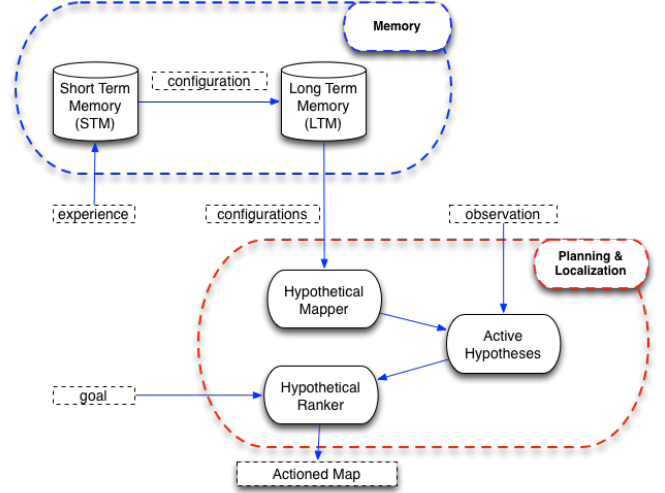 Memory
Short Term
Memory
(STM)
configuration
Long Term
Memory
(LTM)
experience
configurations
observation
Planning &
Localization
Hypothetical
Mapper
Active
Hypotheses
goal
Hypothetical
Ranker
Actioned Map